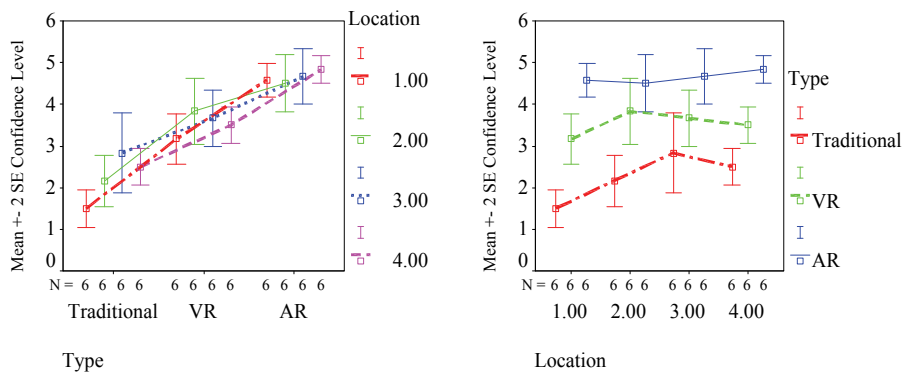 Mean +- 2 SE Confidence Level
6
5
4
3
2
1
0
N = 6 6 6 6 6 6 6 6 6 6 6 6
Traditional VR AR
Type
Location
1.00
2.00
3.00
4.00
Mean +- 2 SE Confidence Level
6
5
4
3
2
1
0
N = 6 6 6 6 6 6 6 6 6 6 6 6
1.00 2.00 3.00 4.00
Location
Type
Traditional
VR
AR